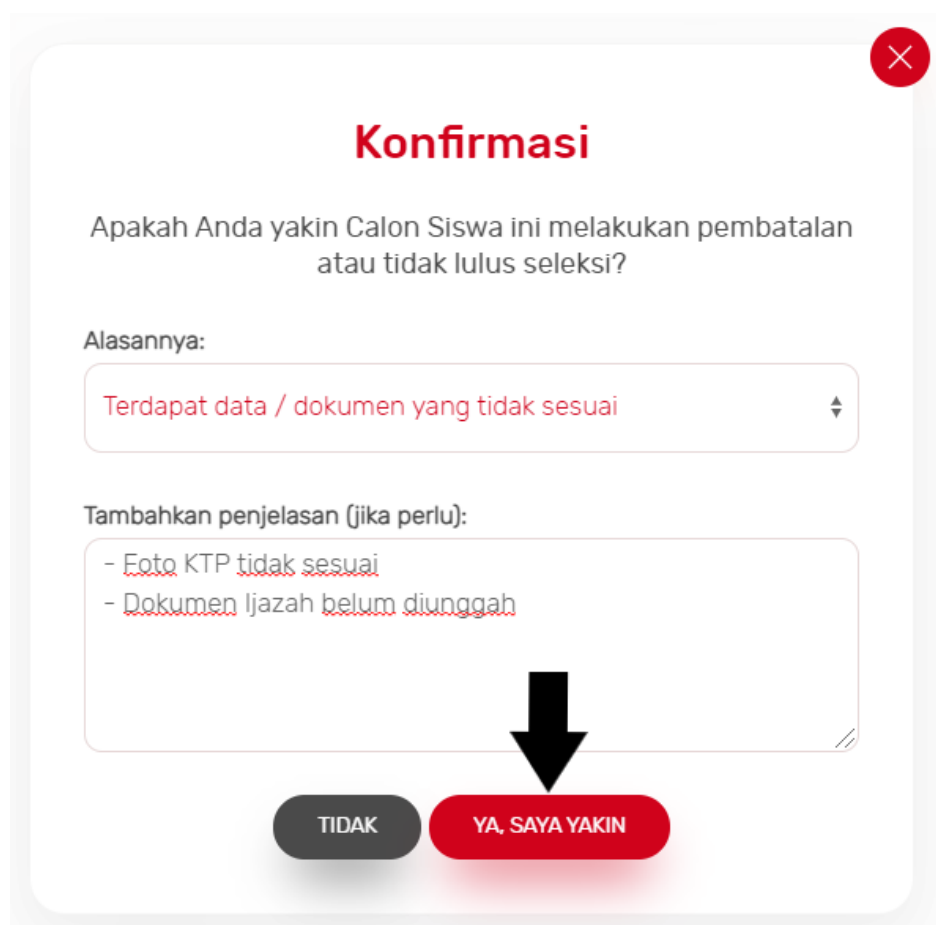 Konfirmasi
Apakah Anda yakin Calon Siswa ini melakukan pembatalan
atau tidak lulus seleksi?
Alasannya:
Terdapat data / dokumen yang tidak sesuai
Tambahkan penjelasan (jika perlu):
- Foto KTP tidak sesuai
- Dokumen Ijazah belum diunggah
TIDAK
YA, SAYA YAKIN